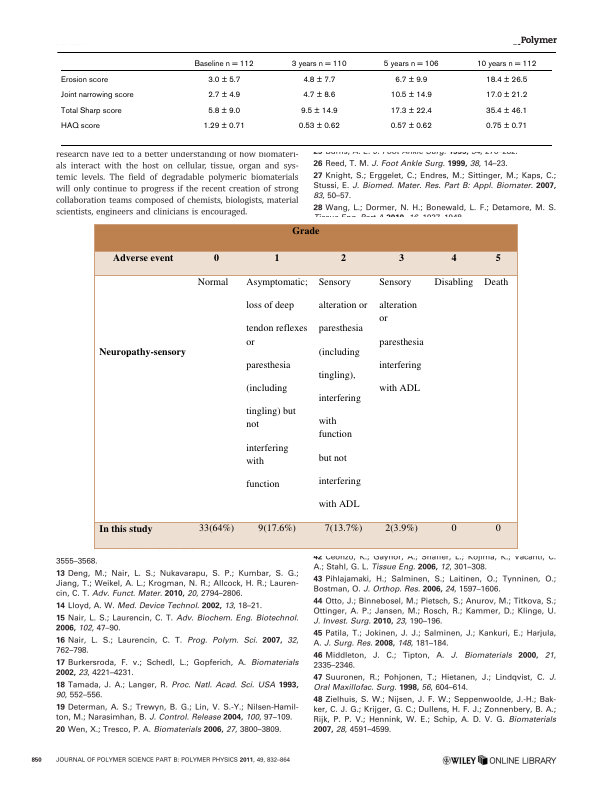 __Polymer
Baseline n = 112 3 years n = 110 5 years n = 106 10 years n = 112
Erosion score 3.0 ± 5.7 4.8 ± 7.7 6.7 ± 9.9 18.4 ± 26.5
Joint narrowing score 2.7 ± 4.9 4.7 ± 8.6 10.5 ± 14.9 17.0 ± 21.2
Total Sharp score 5.8 ± 9.0 9.5 ± 14.9 17.3 ± 22.4 35.4 ± 46.1
HAQ score 1.29 ± 0.71 0.53 ± 0.62 0.57 ± 0.62 0.75 ± 0.71
research have led to a better understanding of how biomateri-
als interact with the host on cellular, tissue, organ and sys-
temic levels. The field of degradable polymeric biomaterials
will only continue to progress if the recent creation of strong
collaboration teams composed of chemists, biologists, material
scientists, engineers and clinicians is encouraged.
26 Reed, T. M. J. Foot Ankle Surg. 1999, 38, 14–23.
27 Knight, S.; Erggelet, C.; Endres, M.; Sittinger, M.; Kaps, C.;
Stussi, E. J. Biomed. Mater. Res. Part B: Appl. Biomater. 2007,
83, 50–57.
28 Wang, L.; Dormer, N. H.; Bonewald, L. F.; Detamore, M. S.
Grade
Adverse event 0 1 2 3 4 5
Neuropathy-sensory
Normal
Asymptomatic;
loss of deep
tendon reflexes
or
paresthesia
(including
tingling) but
not
interfering
with
function
Sensory
alteration or
paresthesia
(including
tingling),
interfering
with
function
but not
interfering
with ADL
Sensory
alteration
or
paresthesia
interfering
with ADL
Disabling
Death
In this study 33(64%) 9(17.6%) 7(13.7%) 2(3.9%) 0 0
3555–3568.
13 Deng, M.; Nair, L. S.; Nukavarapu, S. P.; Kumbar, S. G.;
Jiang, T.; Weikel, A. L.; Krogman, N. R.; Allcock, H. R.; Lauren-
cin, C. T. Adv. Funct. Mater. 2010, 20, 2794–2806.
14 Lloyd, A. W. Med. Device Technol. 2002, 13, 18–21.
15 Nair, L. S.; Laurencin, C. T. Adv. Biochem. Eng. Biotechnol.
2006, 102, 47–90.
16 Nair, L. S.; Laurencin, C. T. Prog. Polym. Sci. 2007, 32,
762–798.
17 Burkersroda, F. v.; Schedl, L.; Gopferich, A. Biomaterials
2002, 23, 4221–4231.
18 Tamada, J. A.; Langer, R. Proc. Natl. Acad. Sci. USA 1993,
90, 552–556.
19 Determan, A. S.; Trewyn, B. G.; Lin, V. S.-Y.; Nilsen-Hamil-
ton, M.; Narasimhan, B. J. Control. Release 2004, 100, 97–109.
20 Wen, X.; Tresco, P. A. Biomaterials 2006, 27, 3800–3809.
A.; Stahl, G. L. Tissue Eng. 2006, 12, 301–308.
43 Pihlajamaki, H.; Salminen, S.; Laitinen, O.; Tynninen, O.;
Bostman, O. J. Orthop. Res. 2006, 24, 1597–1606.
44 Otto, J.; Binnebosel, M.; Pietsch, S.; Anurov, M.; Titkova, S.;
Ottinger, A. P.; Jansen, M.; Rosch, R.; Kammer, D.; Klinge, U.
J. Invest. Surg. 2010, 23, 190–196.
45 Patila, T.; Jokinen, J. J.; Salminen, J.; Kankuri, E.; Harjula,
A. J. Surg. Res. 2008, 148, 181–184.
46 Middleton, J. C.; Tipton, A. J. Biomaterials 2000, 21,
2335–2346.
47 Suuronen, R.; Pohjonen, T.; Hietanen, J.; Lindqvist, C. J.
Oral Maxillofac. Surg. 1998, 56, 604–614.
48 Zielhuis, S. W.; Nijsen, J. F. W.; Seppenwoolde, J.-H.; Bak-
ker, C. J. G.; Krijger, G. C.; Dullens, H. F. J.; Zonnenbery, B. A.;
Rijk, P. P. V.; Hennink, W. E.; Schip, A. D. V. G. Biomaterials
2007, 28, 4591–4599.
850 JOURNAL OF POLYMER SCIENCE PART B: POLYMER PHYSICS 2011, 49, 832–864
WILEY ONLINE LIBRARY